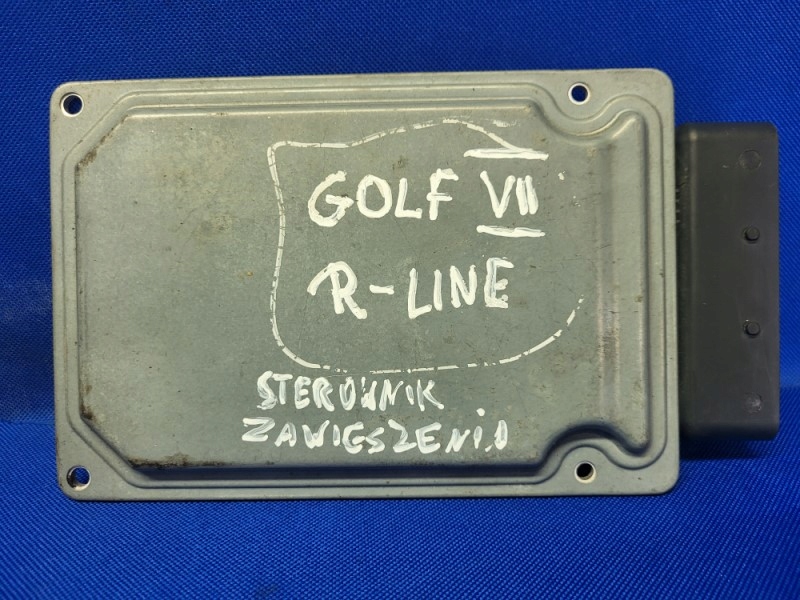 GOLF VII
R-LINE
STEROWNIK
ZAWIESZENIA